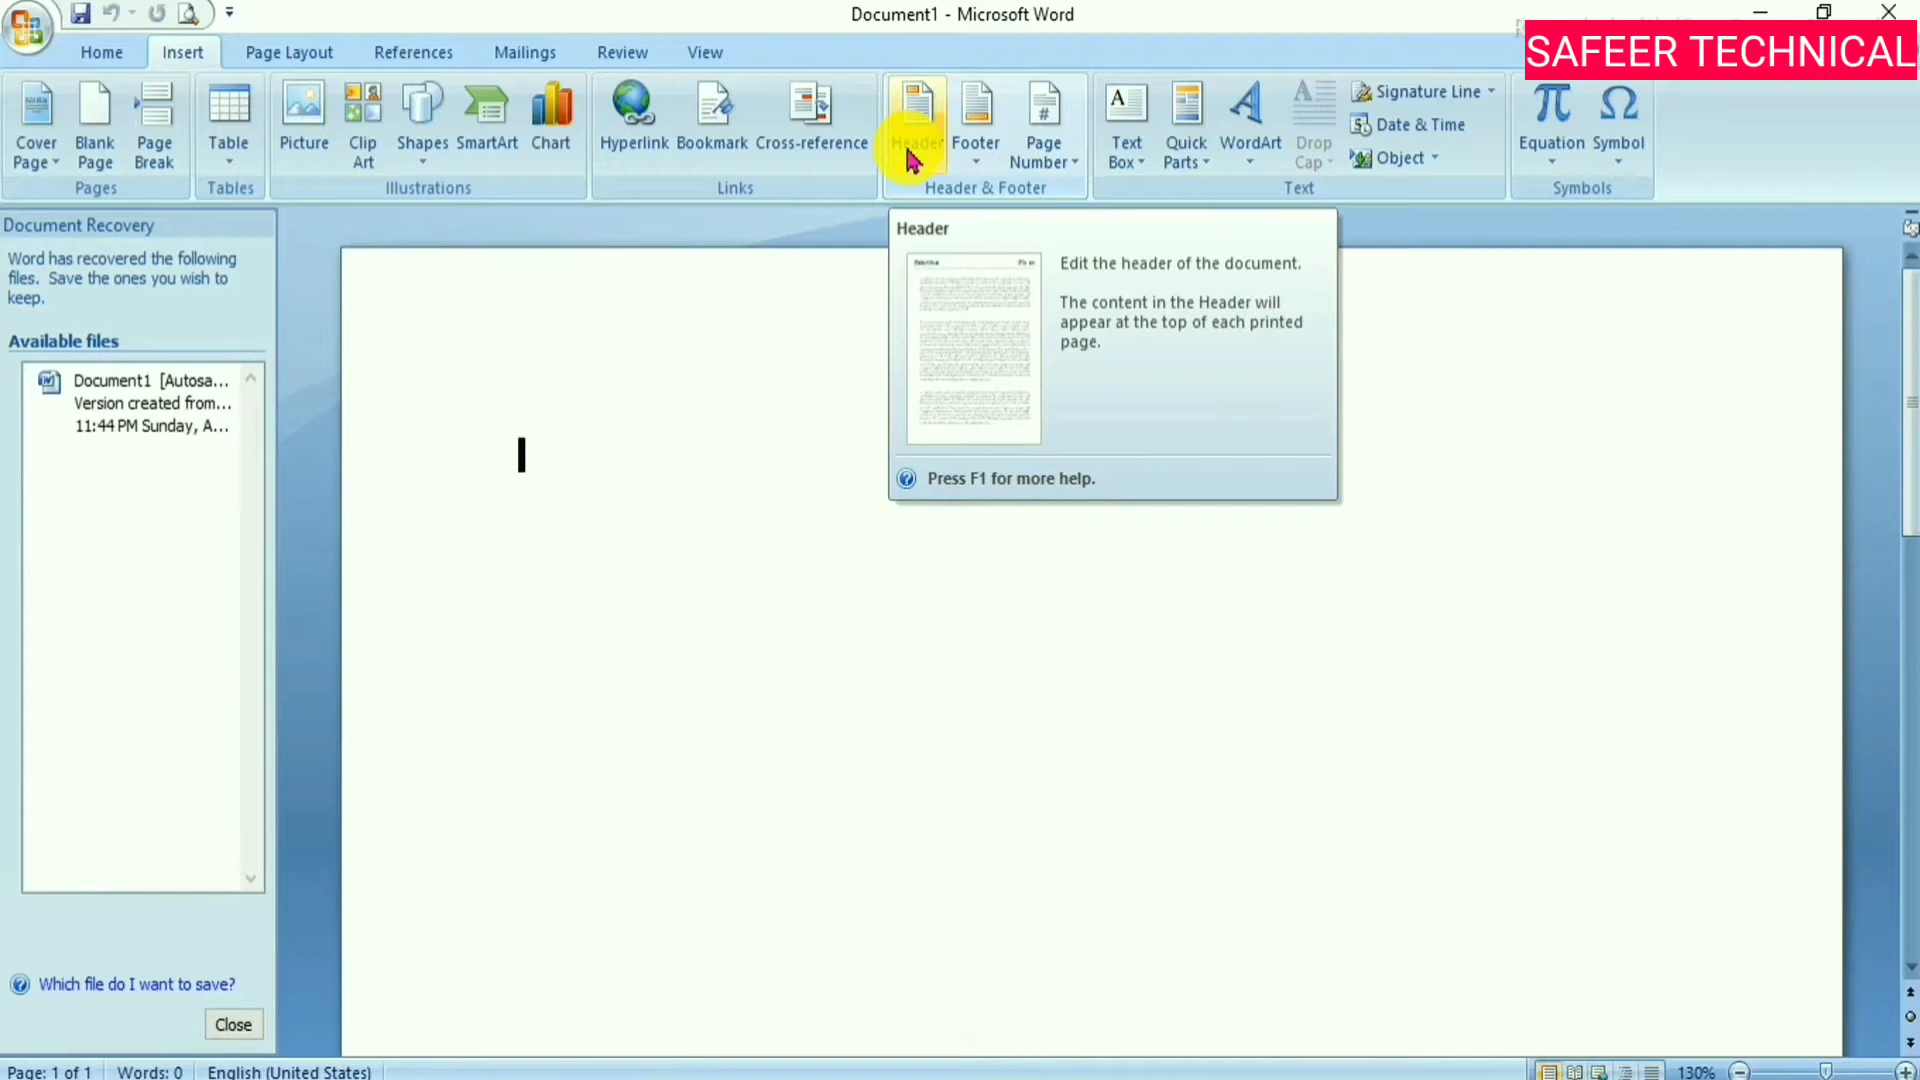 Document1 - Microsoft Word
SAFEER TECHNICAL
Home Insert Page Layout References Mailings Review View
Cover Page
Blank Page
Page Break
Table
Picture
Clip Art
Shapes
SmartArt
Chart
Hyperlink
Bookmark
Cross-reference
Header
Footer
Page Number
Text Box
Quick Parts
WordArt
Drop Cap
Signature Line
Date & Time
Object
Equation
Symbol
Pages Tables Illustrations Links Header & Footer Text Symbols
Document Recovery
Word has recovered the following
files. Save the ones you wish to
keep.
Available files
Document1 [Autosa...
Version created from...
11:44 PM Sunday, A...
Which file do I want to save?
Close
Header
Edit the header of the document.
The content in the Header will
appear at the top of each printed
page.
Press F1 for more help.
Page: 1 of 1 Words: 0 English (United States) 130%